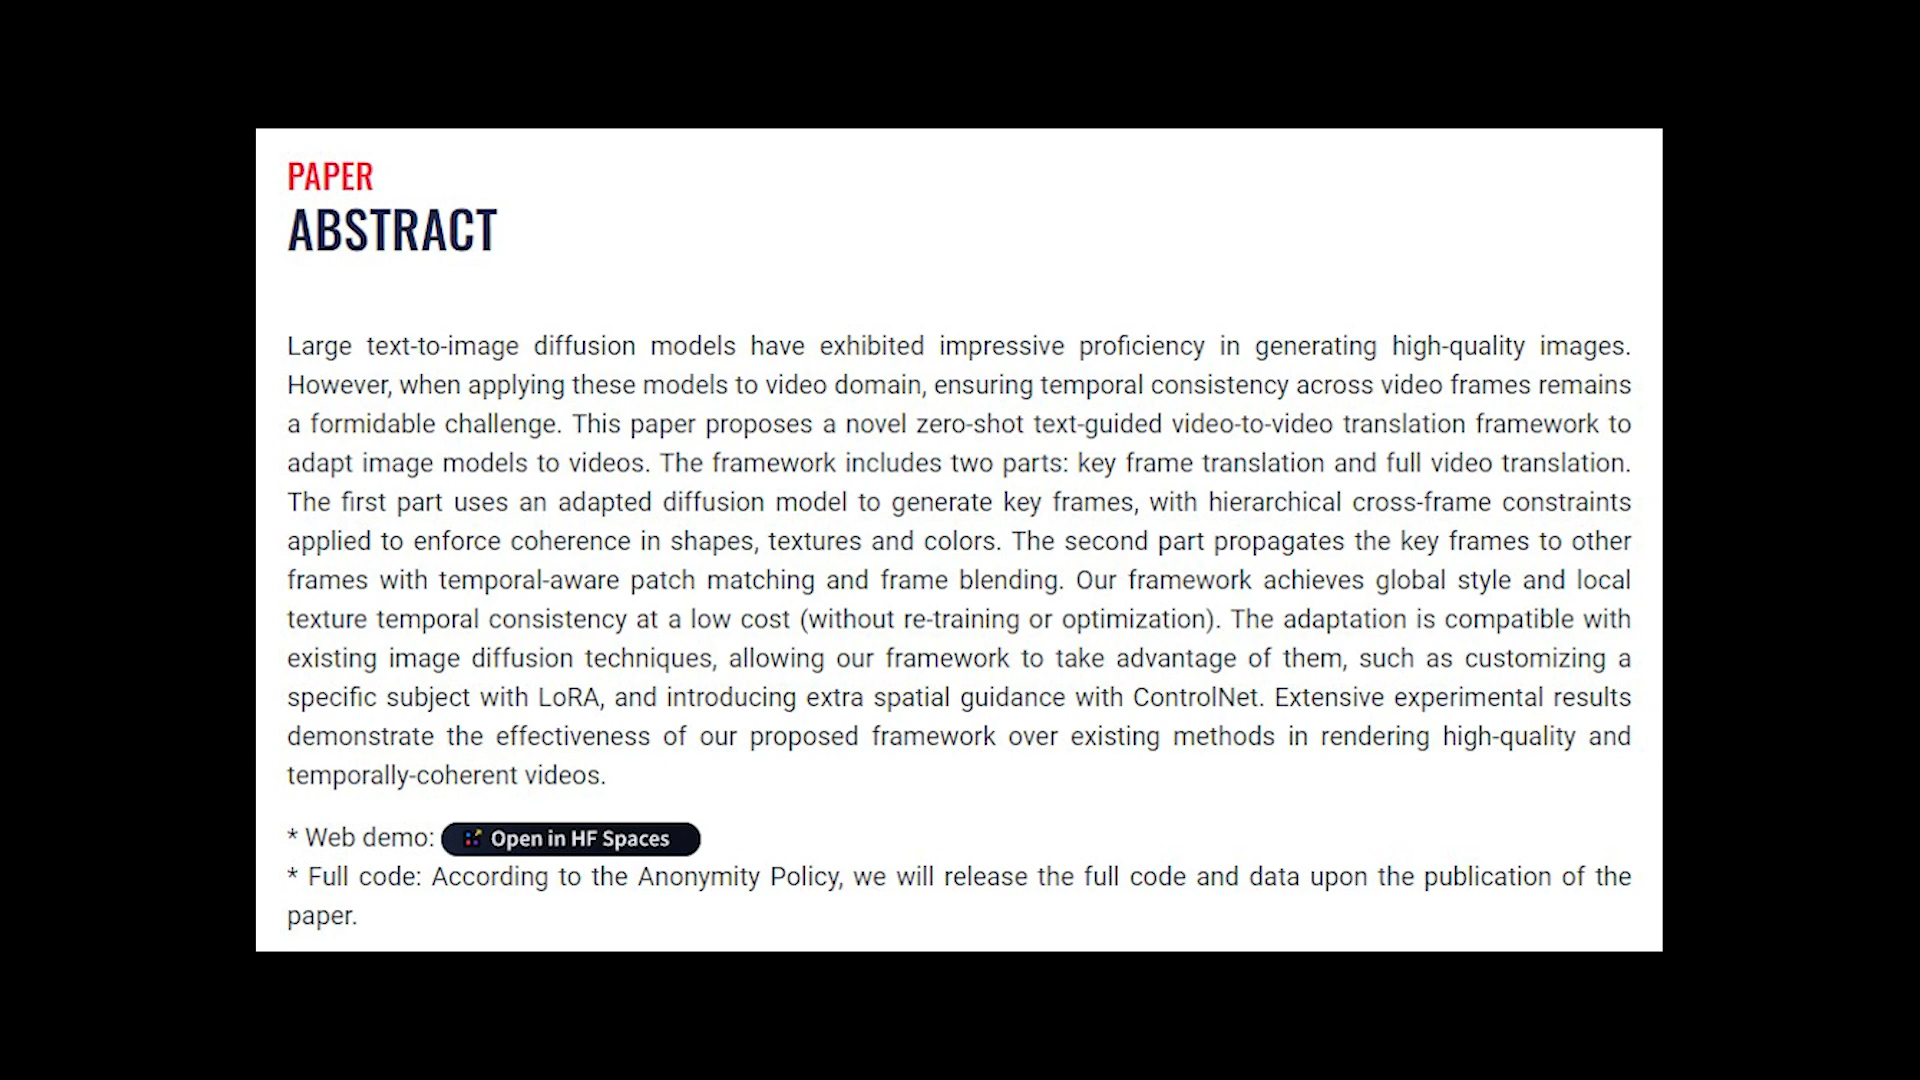 PAPER
ABSTRACT
Large text-to-image diffusion models have exhibited impressive proficiency in generating high-quality images.
However, when applying these models to video domain, ensuring temporal consistency across video frames remains
a formidable challenge. This paper proposes a novel zero-shot text-guided video-to-video translation framework to
adapt image models to videos. The framework includes two parts: key frame translation and full video translation.
The first part uses an adapted diffusion model to generate key frames, with hierarchical cross-frame constraints
applied to enforce coherence in shapes, textures and colors. The second part propagates the key frames to other
frames with temporal-aware patch matching and frame blending. Our framework achieves global style and local
texture temporal consistency at a low cost (without re-training or optimization). The adaptation is compatible with
existing image diffusion techniques, allowing our framework to take advantage of them, such as customizing a
specific subject with LoRA, and introducing extra spatial guidance with ControlNet. Extensive experimental results
demonstrate the effectiveness of our proposed framework over existing methods in rendering high-quality and
temporally-coherent videos.
* Web demo: Open in HF Spaces
* Full code: According to the Anonymity Policy, we will release the full code and data upon the publication of the
paper.